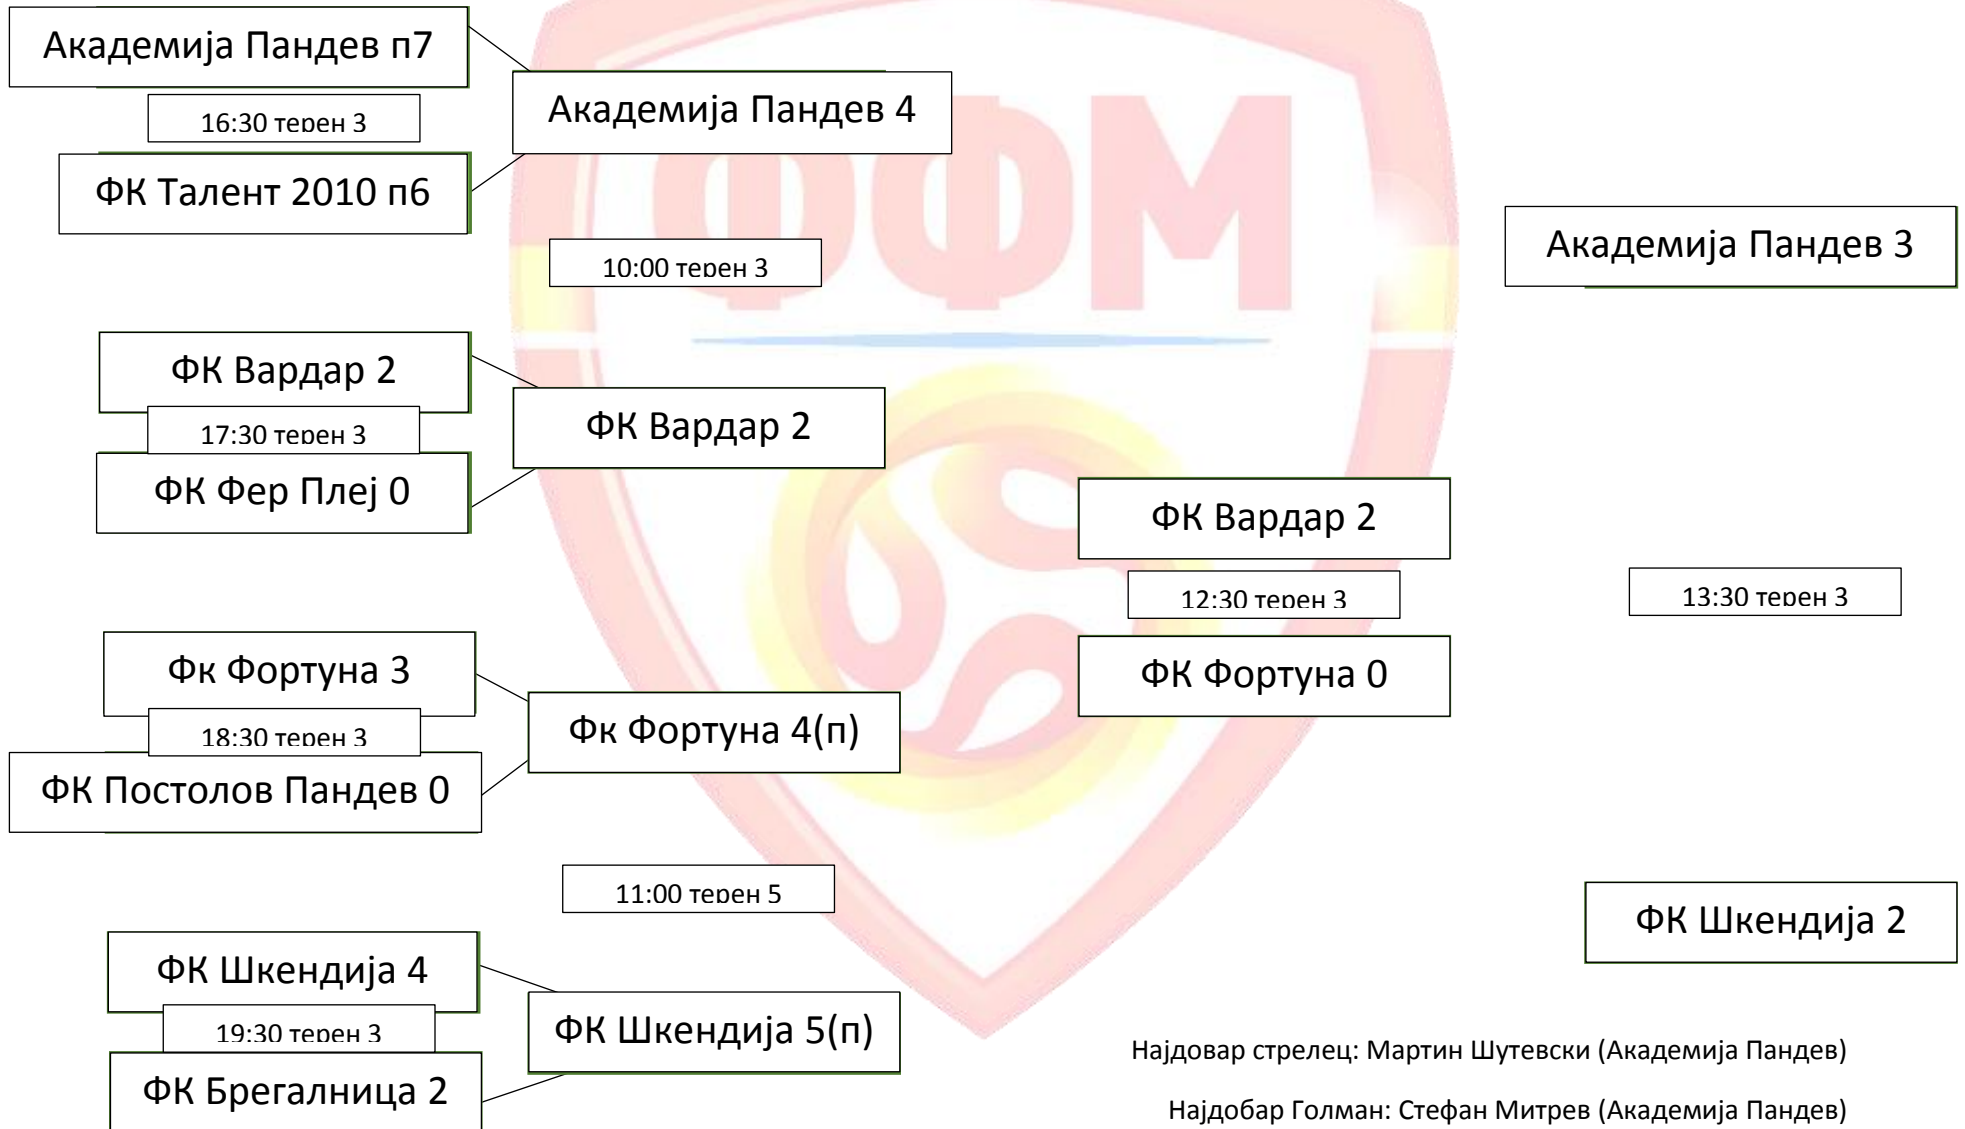 Академија Пандев п7
16:30 терен 3
ФК Талент 2010 п6
Академија Пандев 4
10:00 терен 3
ФК Вардар 2
17:30 терен 3
ФК Фер Плеј 0
ФК Вардар 2
Фк Фортуна 3
18:30 терен 3
ФК Постолов Пандев 0
Фк Фортуна 4(п)
11:00 терен 5
ФК Шкендија 4
19:30 терен 3
ФК Брегалница 2
ФК Шкендија 5(п)
ФК Вардар 2
12:30 терен 3
ФК Фортуна 0
Академија Пандев 3
13:30 терен 3
ФК Шкендија 2
Најдовар стрелец: Мартин Шутевски (Академија Пандев)
Најдобар Голман: Стефан Митрев (Академија Пандев)
ФФМ